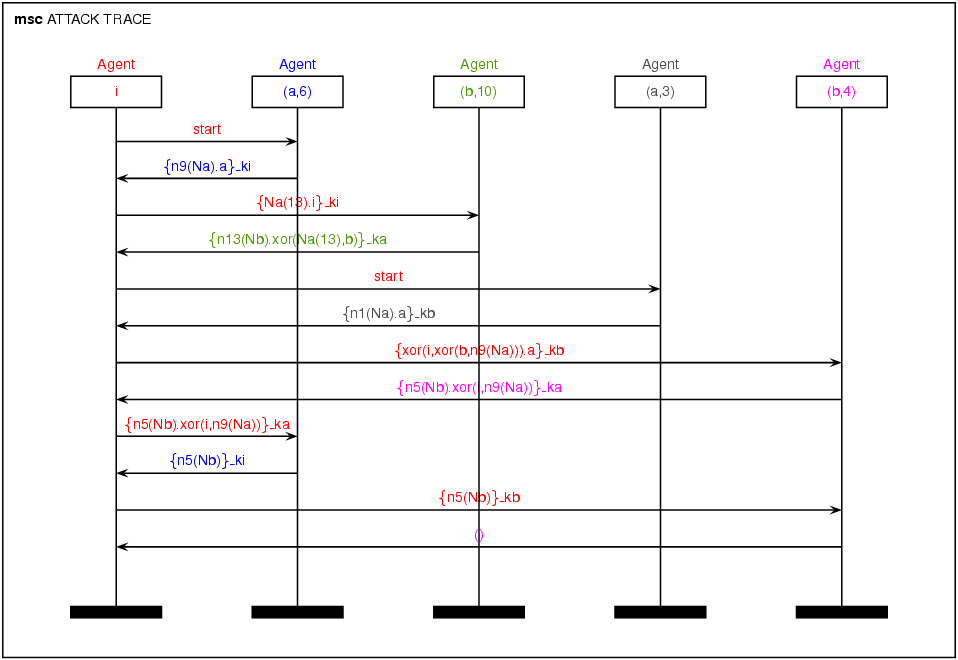 msc ATTACK TRACE
Agent Agent Agent Agent Agent
i (a,6) (b,10) (a,3) (b,4)
start
{n9(Na).a}_ki
{Na(13).i}_ki
{n13(Nb).xor(Na(13),b)}_ka
start
{n1(Na).a}_kb
{xor(i,xor(b,n9(Na))).a}_kb
{n5(Nb).xor(i,n9(Na))}_ka
{n5(Nb).xor(i,n9(Na))}_ka
{n5(Nb)}_ki
{n5(Nb)}_kb
()